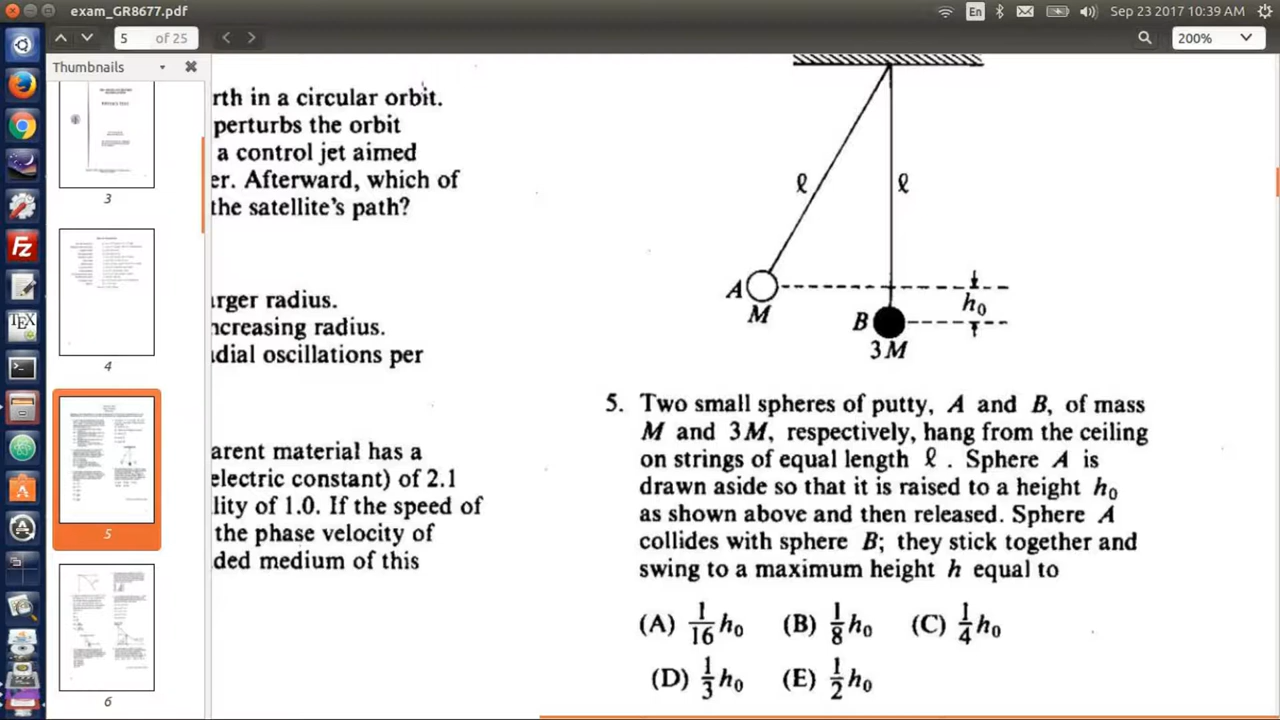 exam_GR8677.pdf
En
Sep 23 2017 10:39 AM
5 of 25
200%
Thumbnails
3
4
5
6
rth in a circular orbit.
perturbs the orbit
a control jet aimed
er. Afterward, which of
the satellite's path?
arger radius.
ncreasing radius.
dial oscillations per
arent material has a
electric constant) of 2.1
lity of 1.0. If the speed of
the phase velocity of
ded medium of this
ℓ ℓ
A
M
B
3M
h₀
5. Two small spheres of putty, A and B, of mass
M and 3M, respectively, hang from the ceiling
on strings of equal length ℓ . Sphere A is
drawn aside so that it is raised to a height h₀
as shown above and then released. Sphere A
collides with sphere B; they stick together and
swing to a maximum height h equal to
(A) 1/16 h₀ (B) 1/8 h₀ (C) 1/4 h₀
(D) 1/3 h₀ (E) 1/2 h₀